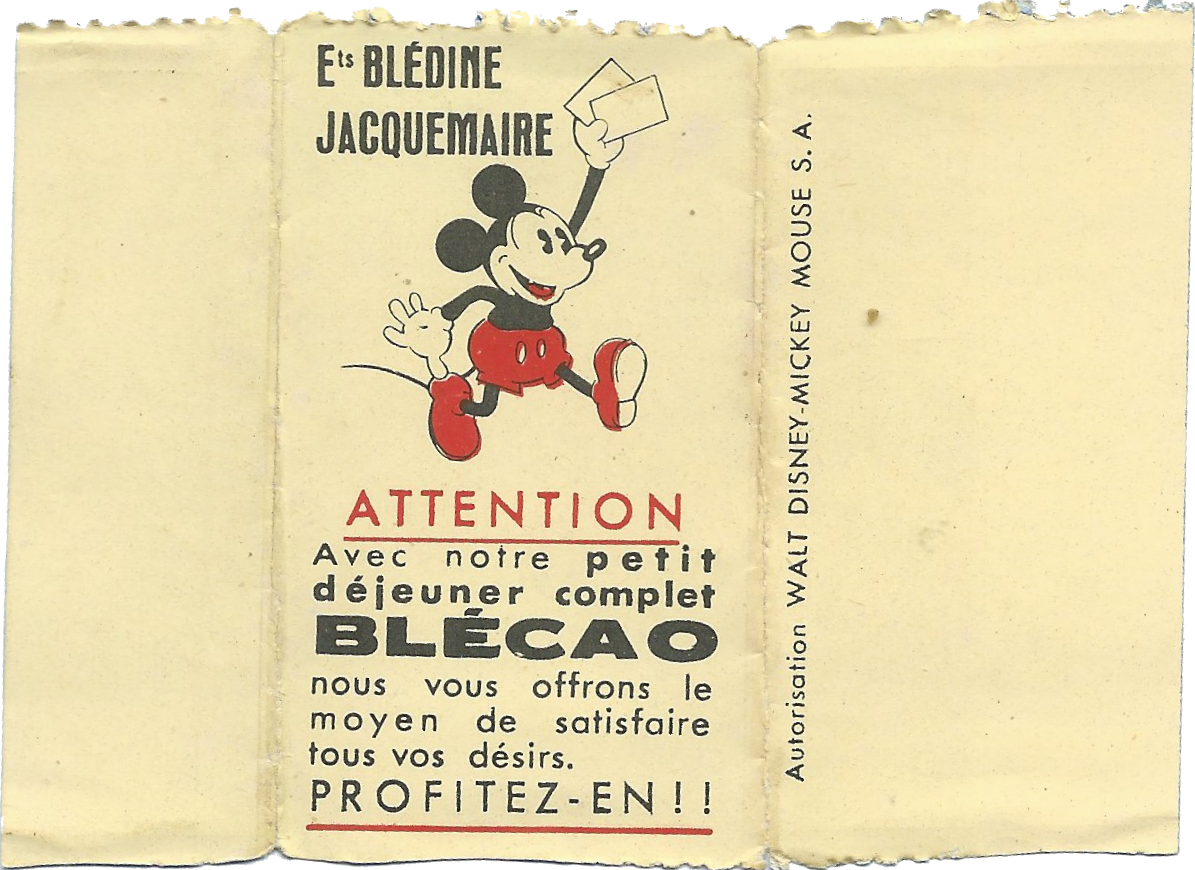 Ets BLÉDINE
JACQUEMAIRE
ATTENTION
Avec notre petit
déjeuner complet
BLÉCAO
nous vous offrons le
moyen de satisfaire
tous vos désirs.
PROFITEZ-EN!!
Autorisation WALT DISNEY-MICKEY MOUSE S. A.